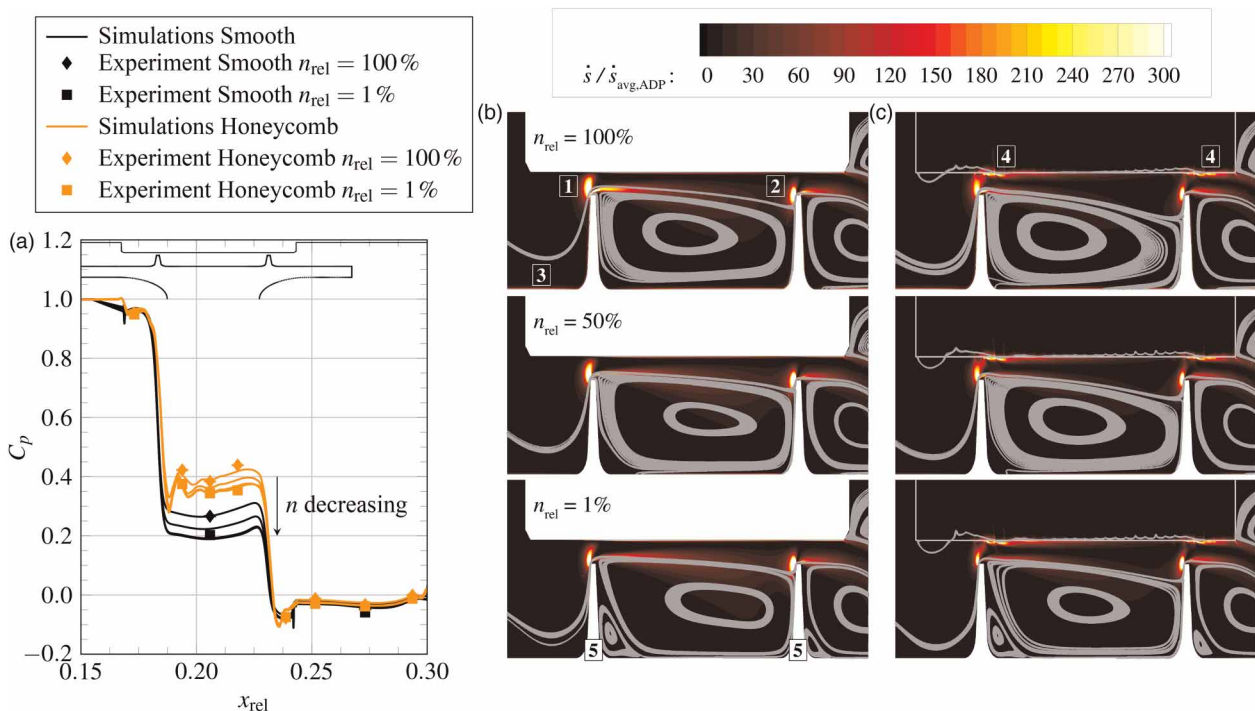 Simulations Smooth
Experiment Smooth n_rel = 100%
Experiment Smooth n_rel = 1%
Simulations Honeycomb
Experiment Honeycomb n_rel = 100%
Experiment Honeycomb n_rel = 1%
ṡ / ṡ_avg,ADP : 0 30 60 90 120 150 180 210 240 270 300
(a)
1.2
1.0
0.8
0.6
0.4
0.2
0.0
−0.2
C_p
n decreasing
0.15 0.20 0.25 0.30
x_rel
(b)
n_rel = 100%
1 2
3
n_rel = 50%
n_rel = 1%
5 5
(c)
4 4